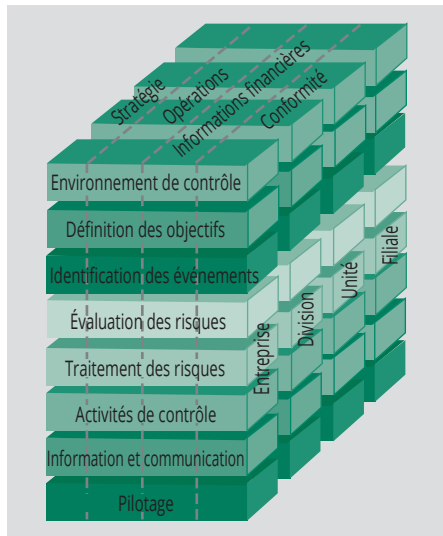 Stratégie
Opérations
Informations financières
Conformité
Environnement de contrôle
Définition des objectifs
Identification des événements
Évaluation des risques
Traitement des risques
Activités de contrôle
Information et communication
Pilotage
Entreprise
Division
Unité
Filiale